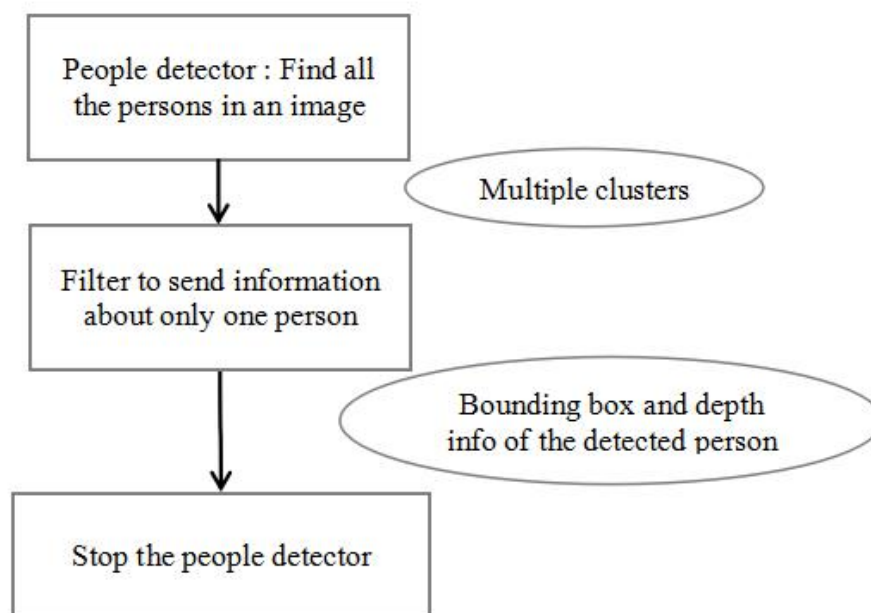 People detector : Find all
the persons in an image
Multiple clusters
Filter to send information
about only one person
Bounding box and depth
info of the detected person
Stop the people detector